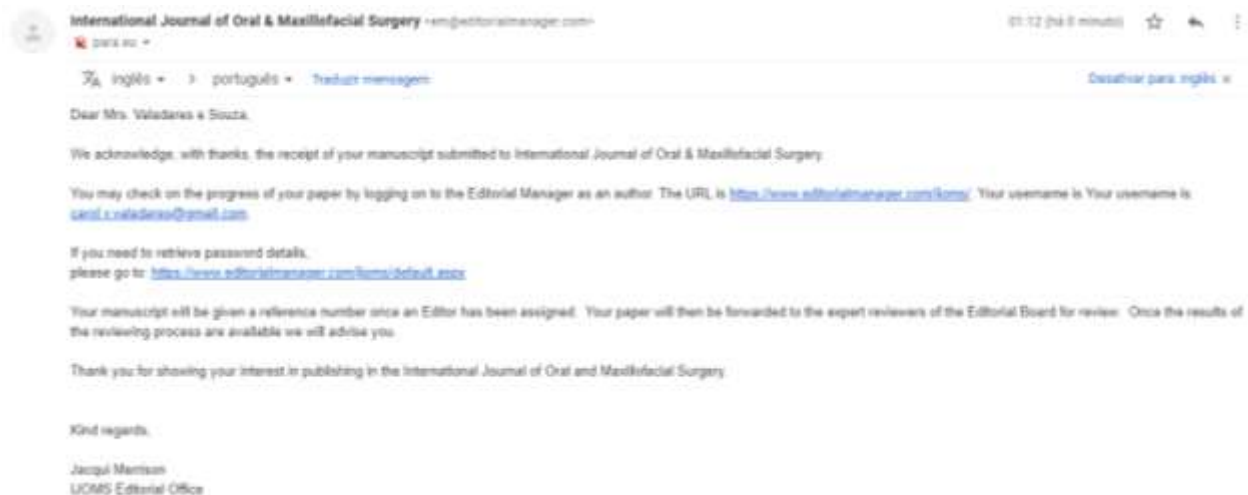 International Journal of Oral & Maxillofacial Surgery <em@editorialmanager.com>
01:12 (há 0 minuto)
para eu
inglês > português Traduzir mensagem
Desativar para: inglês x
Dear Mrs. Valadares e Souza,
We acknowledge, with thanks, the receipt of your manuscript submitted to International Journal of Oral & Maxillofacial Surgery.
You may check on the progress of your paper by logging on to the Editorial Manager as an author. The URL is https://www.editorialmanager.com/ijoms/. Your username is Your username is:
If you need to retrieve password details,
please go to: https://www.editorialmanager.com/ijoms/default.aspx
Your manuscript will be given a reference number once an Editor has been assigned. Your paper will then be forwarded to the expert reviewers of the Editorial Board for review. Once the results of
the reviewing process are available we will advise you.
Thank you for showing your interest in publishing in the International Journal of Oral and Maxillofacial Surgery.
Kind regards,
Jacqui Merrison
IJOMS Editorial Office